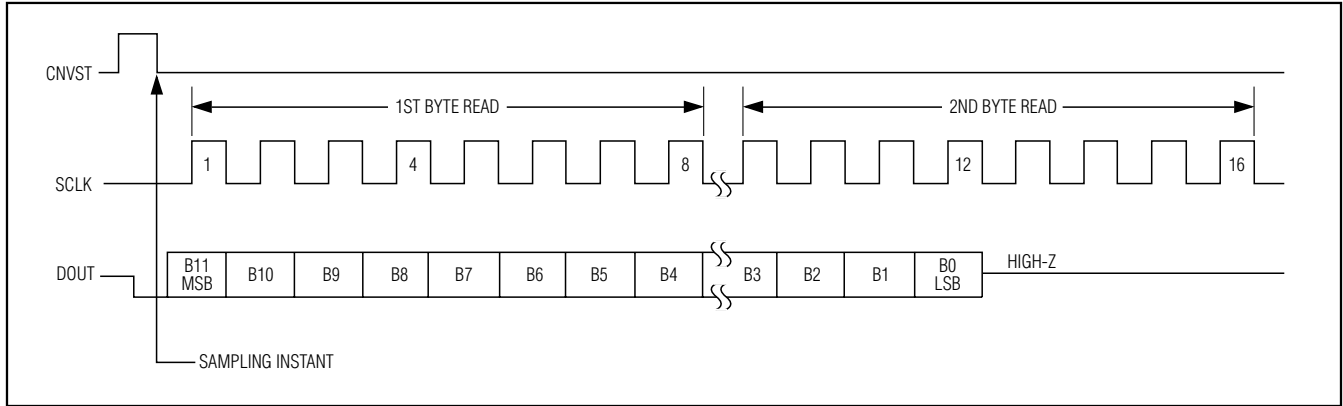 CNVST
1ST BYTE READ
2ND BYTE READ
SCLK
1
4
8
12
16
DOUT
B11
MSB
B10
B9
B8
B7
B6
B5
B4
B3
B2
B1
B0
LSB
HIGH-Z
SAMPLING INSTANT